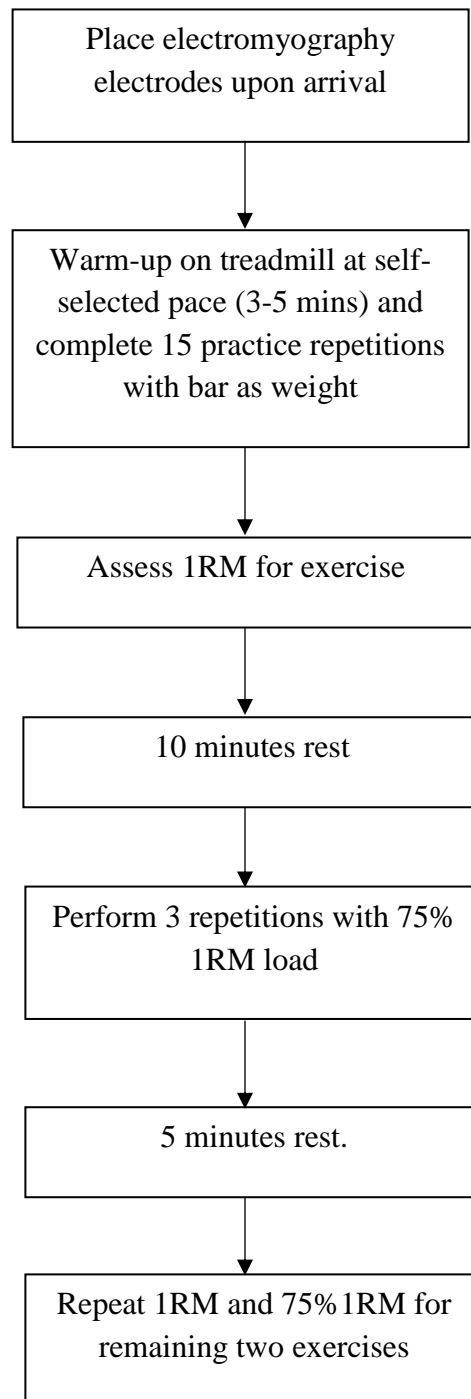 Place electromyography
electrodes upon arrival
Warm-up on treadmill at self-
selected pace (3-5 mins) and
complete 15 practice repetitions
with bar as weight
Assess 1RM for exercise
10 minutes rest
Perform 3 repetitions with 75%
1RM load
5 minutes rest.
Repeat 1RM and 75%1RM for
remaining two exercises